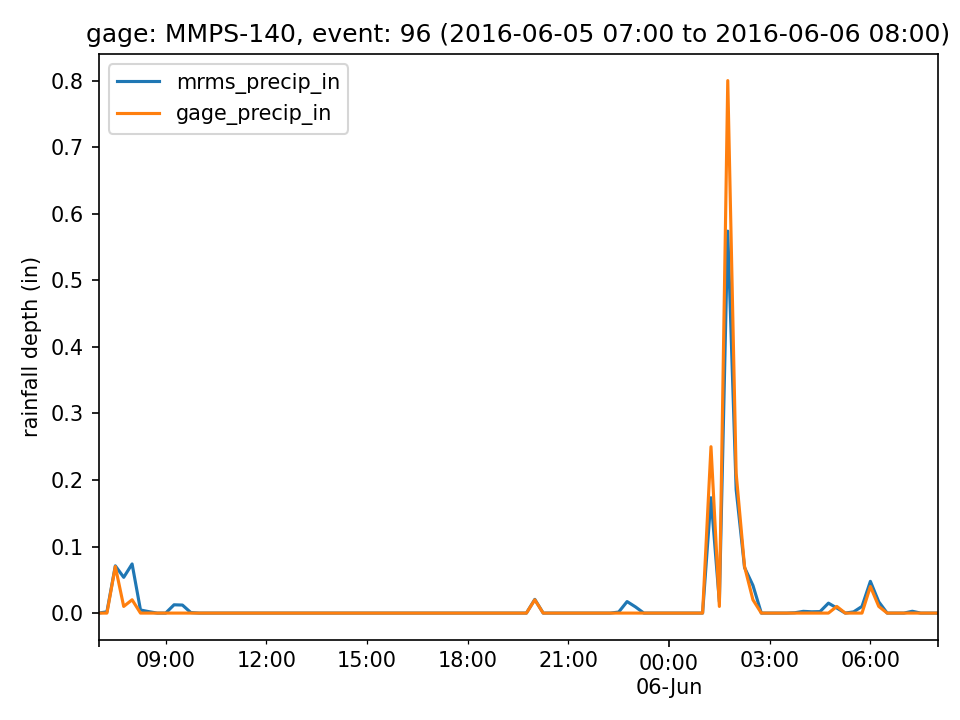 gage: MMPS-140, event: 96 (2016-06-05 07:00 to 2016-06-06 08:00)
mrms_precip_in
gage_precip_in
rainfall depth (in)
0.8
0.7
0.6
0.5
0.4
0.3
0.2
0.1
0.0
09:00 12:00 15:00 18:00 21:00 00:00 03:00 06:00
06-Jun